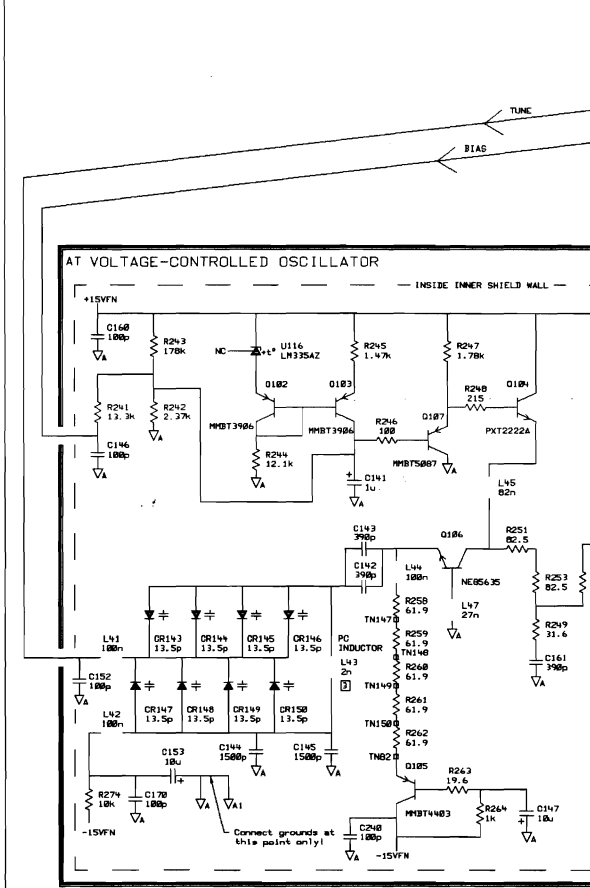 TUNE
BIAS
AT VOLTAGE-CONTROLLED OSCILLATOR
INSIDE INNER SHIELD WALL
+15VFN
C160
100p
A
R243
178k
NC
+t°
U116
LM335AZ
R245
1.47k
R247
1.78k
Q102
Q103
R248
215
Q104
R241
13.3k
R242
2.37k
A
MMBT3906
MMBT3906
R246
100
Q107
PXT2222A
C146
100p
A
R244
12.1k
A
MMBT5087
A
+
C141
1u
A
L45
82n
C143
390p
Q106
R251
82.5
C142
390p
L44
100n
NE85635
R253
82.5
R258
61.9
L47
27n
TN147
R249
31.6
CR143
13.5p
CR144
13.5p
CR145
13.5p
CR146
13.5p
PC
INDUCTOR
R259
61.9
A
L41
100n
TN148
L43
2n
R260
61.9
C161
390p
A
C152
100p
A
3
TN149
CR147
13.5p
CR148
13.5p
CR149
13.5p
CR150
13.5p
R261
61.9
L42
100n
TN150
R262
61.9
C153
10u
+
C144
1500p
A
C145
1500p
A
TN82
Q105
R263
19.6
R274
10k
C170
100p
A
A
A1
MMBT4403
R264
1k
C147
10u
+
A
-15VFN
Connect grounds at
this point only!
C240
100p
A
-15VFN